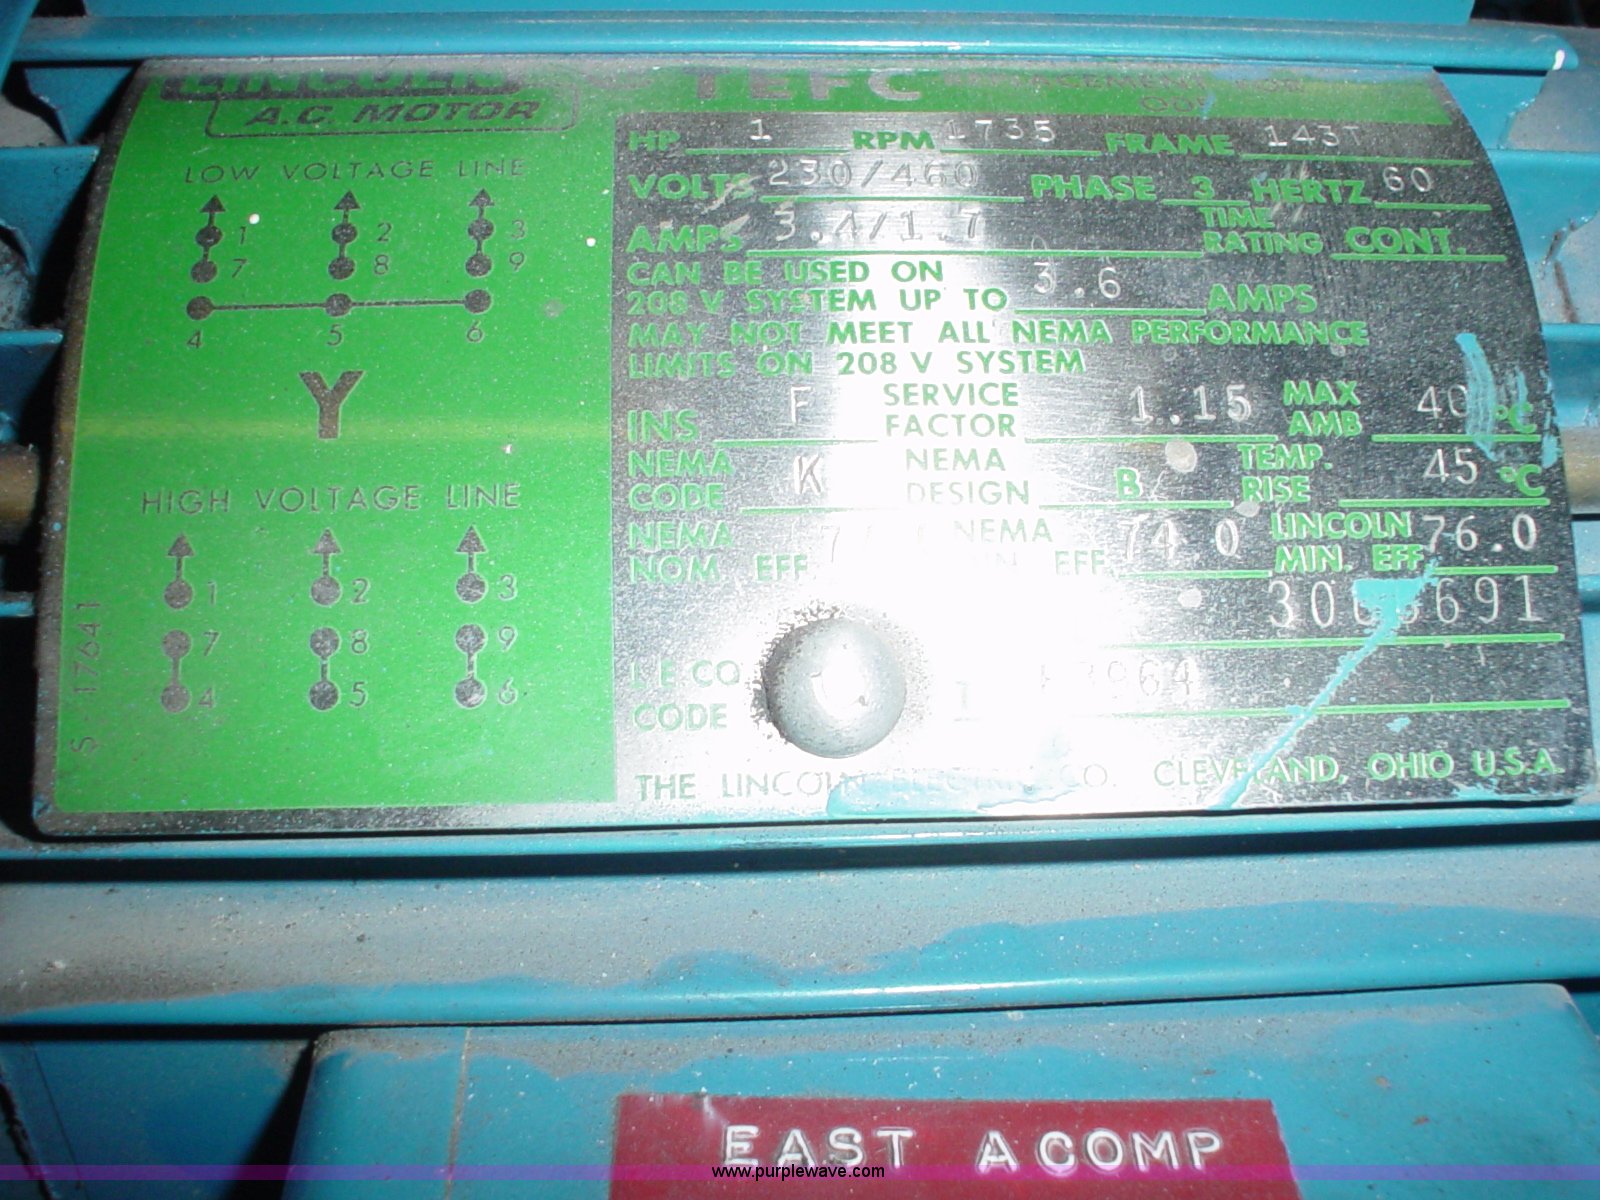 LINCOLN
A.C. MOTOR
LOW VOLTAGE LINE
1 2 3
7 8 9
4 5 6
Y
HIGH VOLTAGE LINE
1 2 3
7 8 9
4 5 6
S-17641
TEFC
HP 1 RPM 1735 FRAME 143T
VOLTS 230/460 PHASE 3 HERTZ 60
AMPS 3.4/1.7 TIME RATING CONT.
CAN BE USED ON
208 V SYSTEM UP TO 3.6 AMPS
MAY NOT MEET ALL NEMA PERFORMANCE
LIMITS ON 208 V SYSTEM
INS F SERVICE FACTOR 1.15 MAX AMB 40 °C
NEMA CODE K NEMA DESIGN B TEMP. RISE 45 °C
NEMA NOM EFF. NEMA EFF. 74.0 LINCOLN MIN. EFF 76.0
CODE
THE LINCOLN ELECTRIC CO. CLEVELAND, OHIO U.S.A.
EAST A COMP
www.purplewave.com